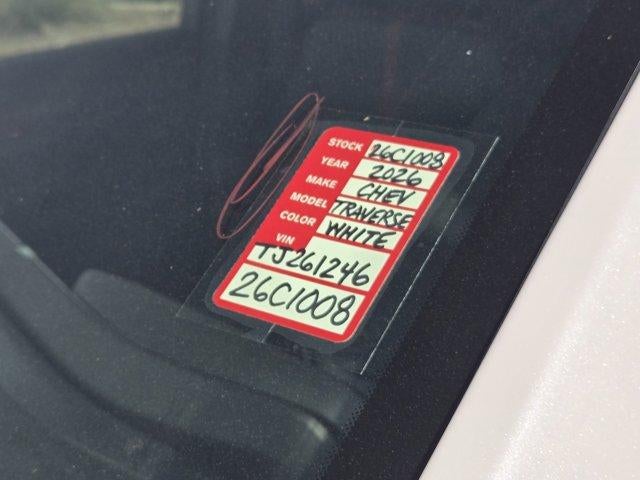 STOCK 26C1008
YEAR 2026
MAKE CHEV
MODEL TRAVERSE
COLOR WHITE
VIN
TJ261246
26C1008